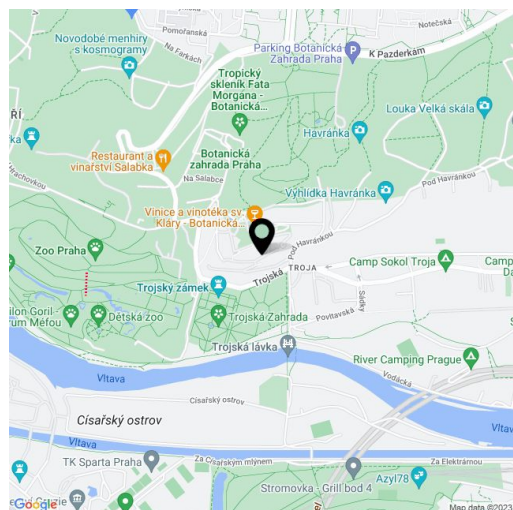 Pomořanská
Notečská
Novodobé menhiry
s kosmogramy
Na Farkách
Parking Botanická
Zahrada Praha
K Pazderkám
Tropický
skleník Fata
Morgána -
Botanická...
Louka Velká skála
Havránka
Restaurant a
vinařství Salabka
Botanická
zahrada Praha
Na Salabce
Výhlídka Havránka
Pod Havránkou
Vinice a vinotéka sv.
Kláry - Botanická...
Pod Havránkou
Zoo Praha
Camp Sokol Troja
TROJA
Trojská
Trojský zámek
Sádky
Povltavská
Dětská zoo
Trojská Zahrada
Trojská lávka
River Camping Prague
Vltava
Vodácká
Císařský ostrov
Císařský ostrov
Vltava
TK Sparta Praha
Za Císařským mlýnem
Za Elektrárnou
Stromovka - Grill bod 4
Azyl78
Google
Map data ©2023